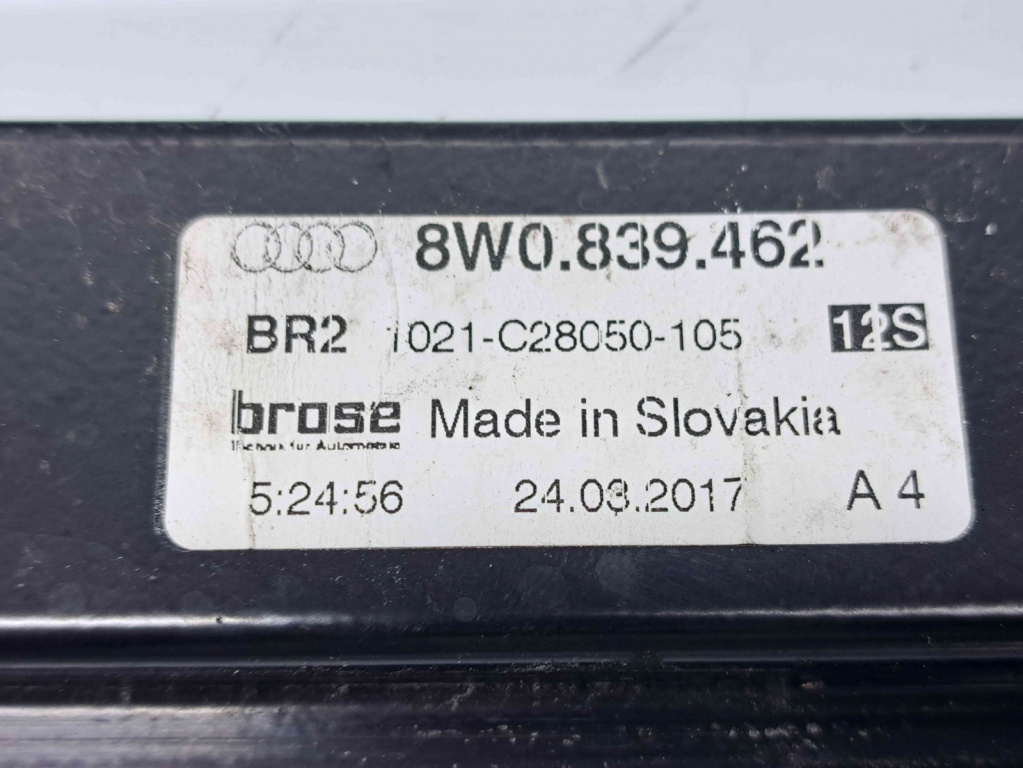 8W0.839.462
BR2 1021-C28050-105 12S
brose Made in Slovakia
5:24:56 24.03.2017 A 4